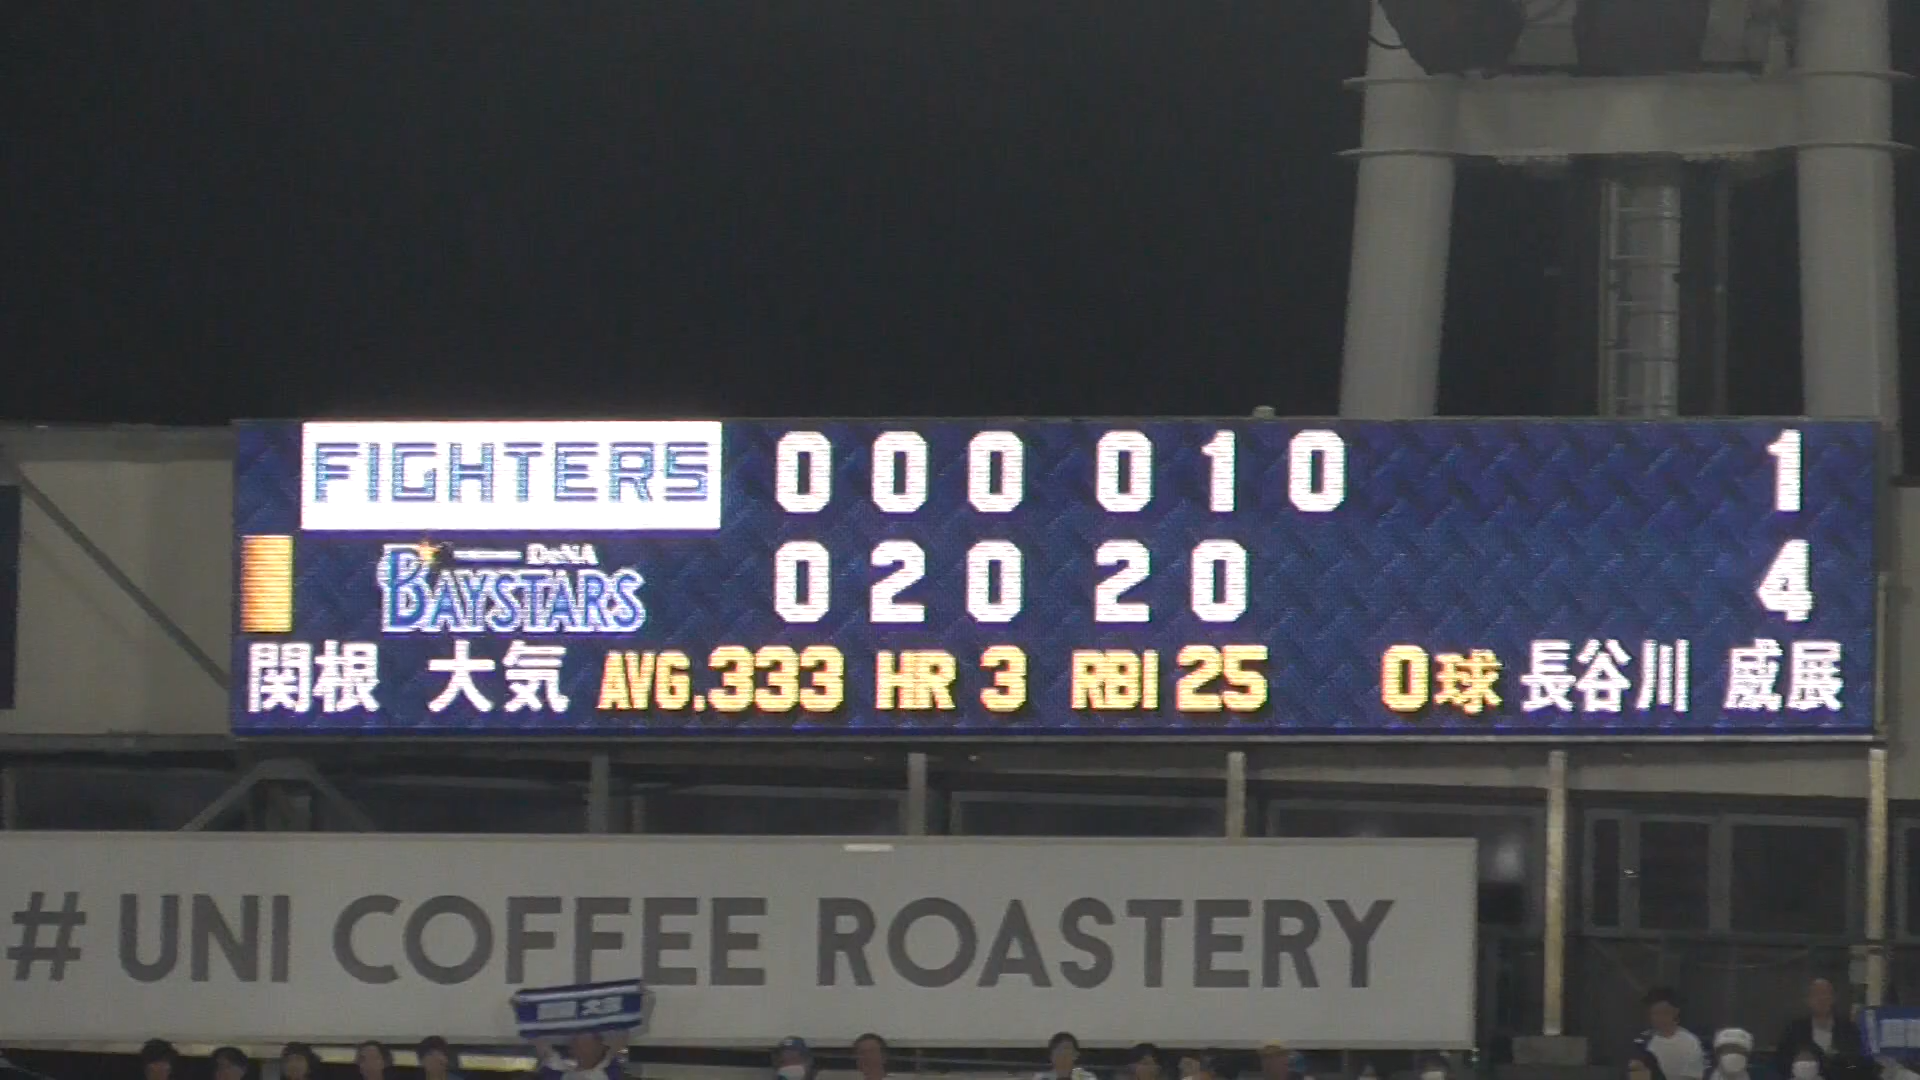 FIGHTERS 0 0 0 0 1 0 1
DeNA
BAYSTARS 0 2 0 2 0 4
関根 大気 AVG.333 HR 3 RBI 25 0球 長谷川 威展
# UNI COFFEE ROASTERY